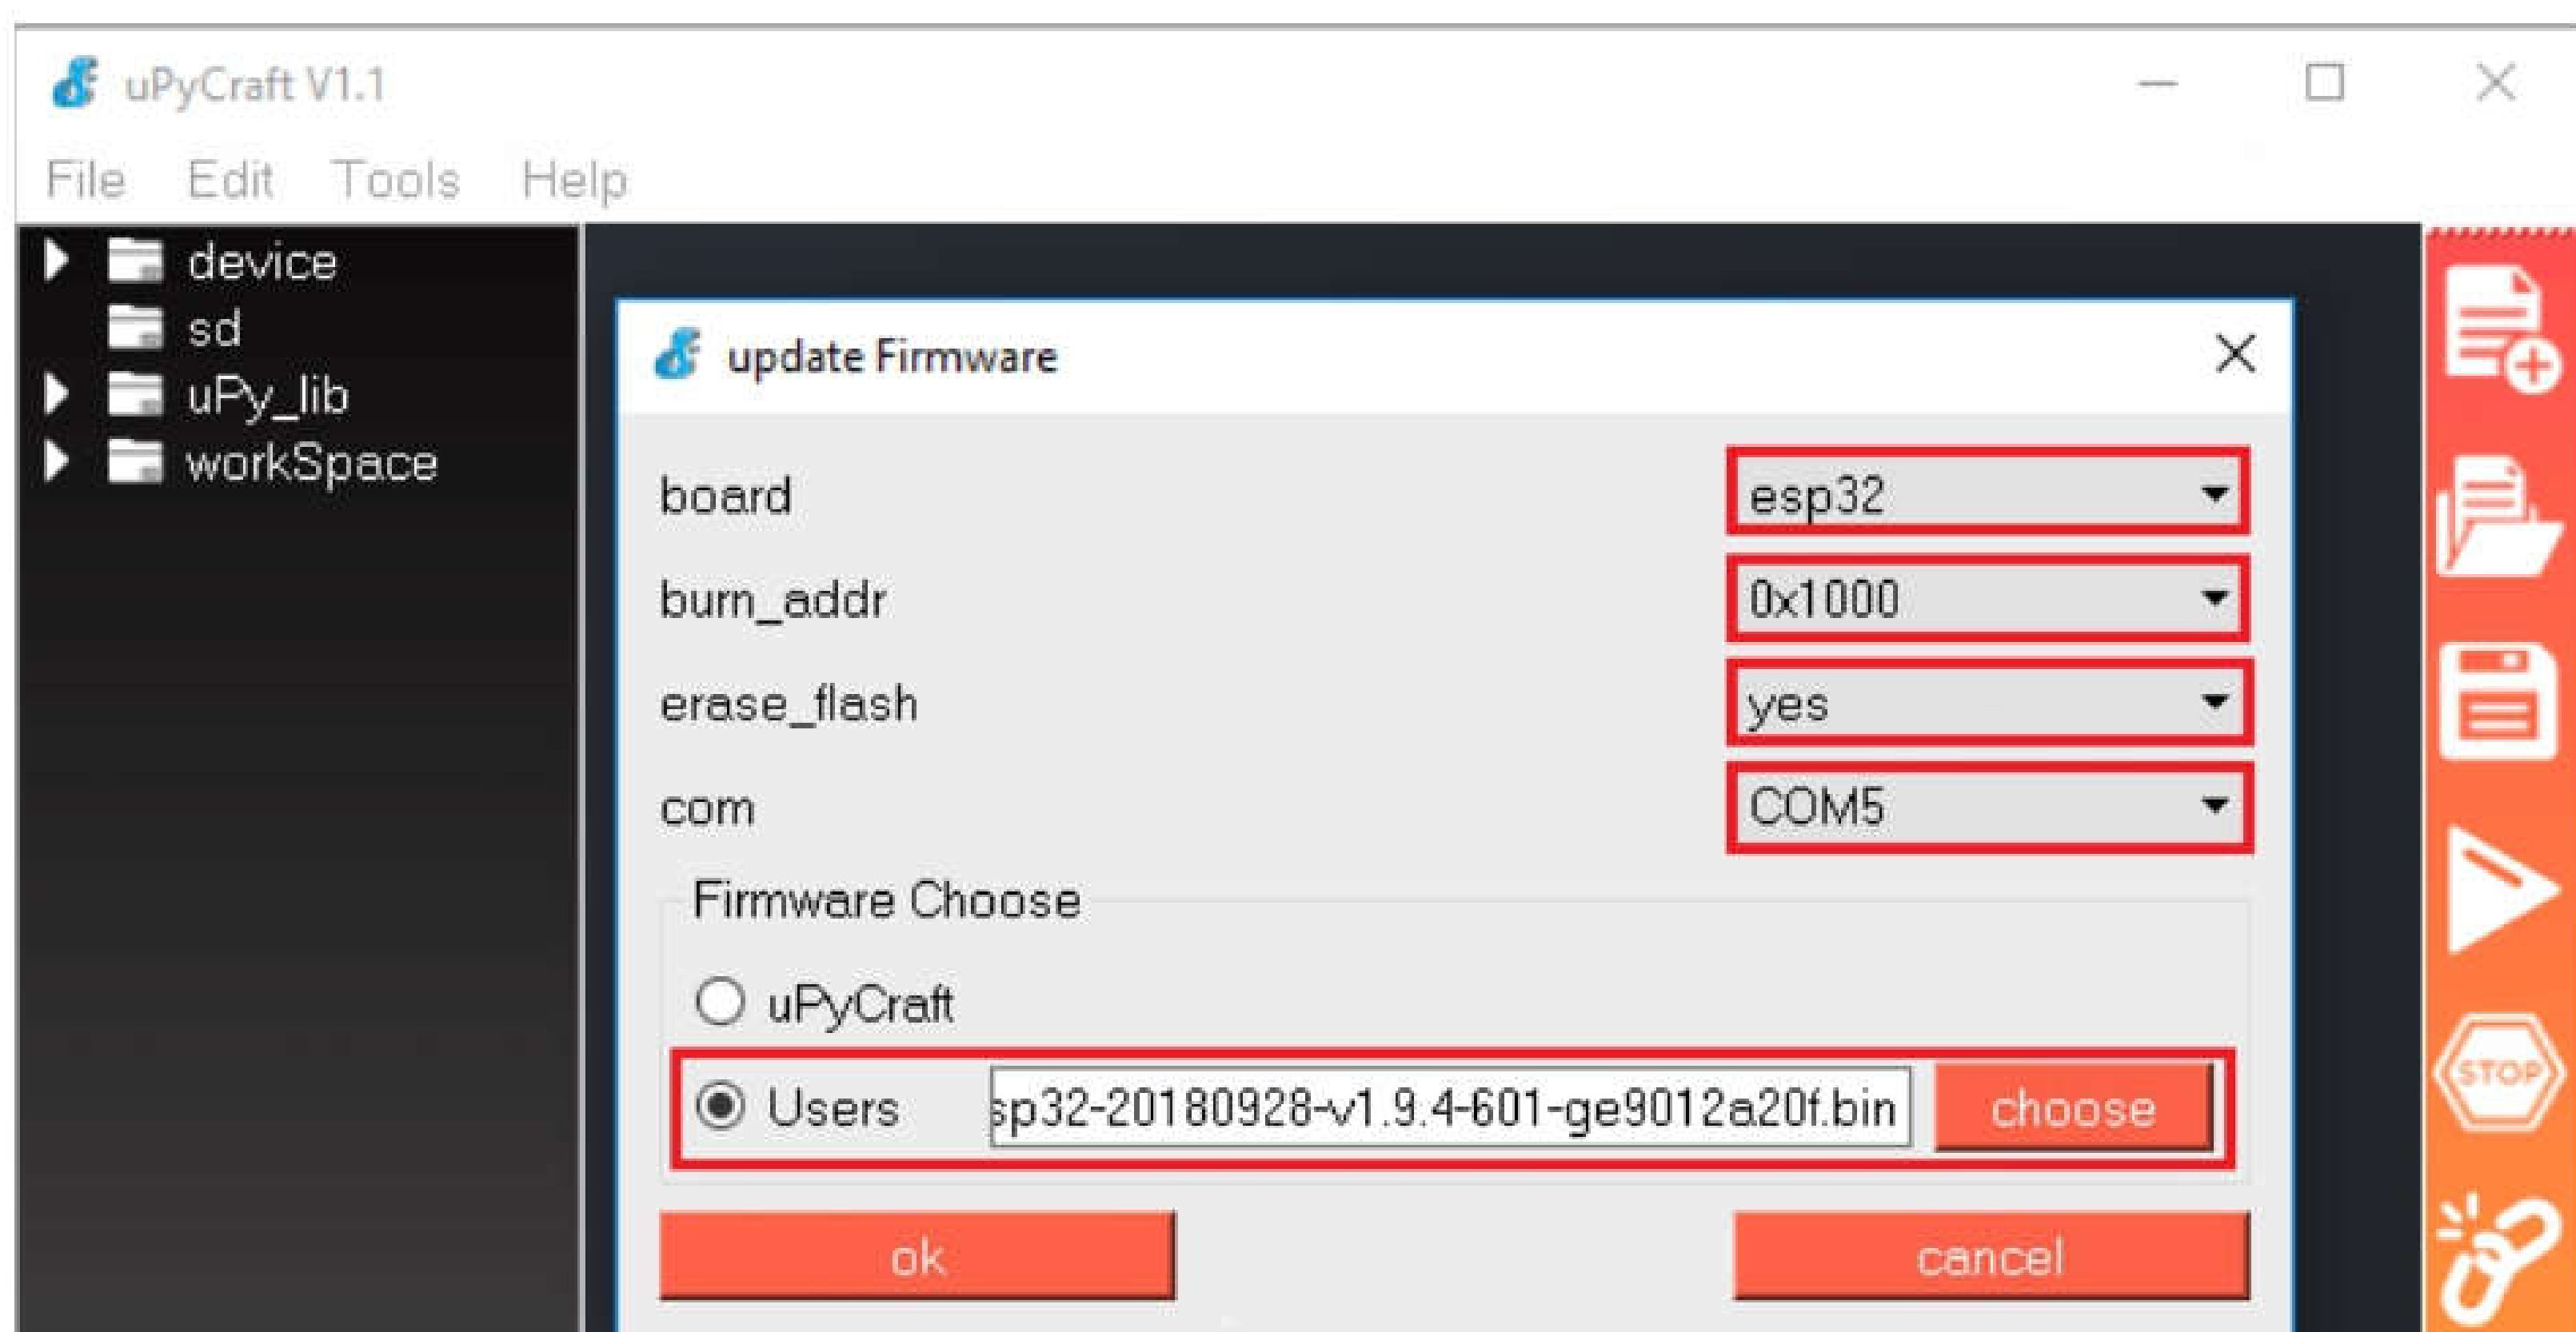 uPyCraft V1.1
File Edit Tools Help
device
sd
uPy_lib
workSpace
update Firmware
board esp32
burn_addr 0x1000
erase_flash yes
com COM5
Firmware Choose
uPyCraft
Users sp32-20180928-v1.9.4-601-ge9012a20f.bin choose
ok cancel
STOP